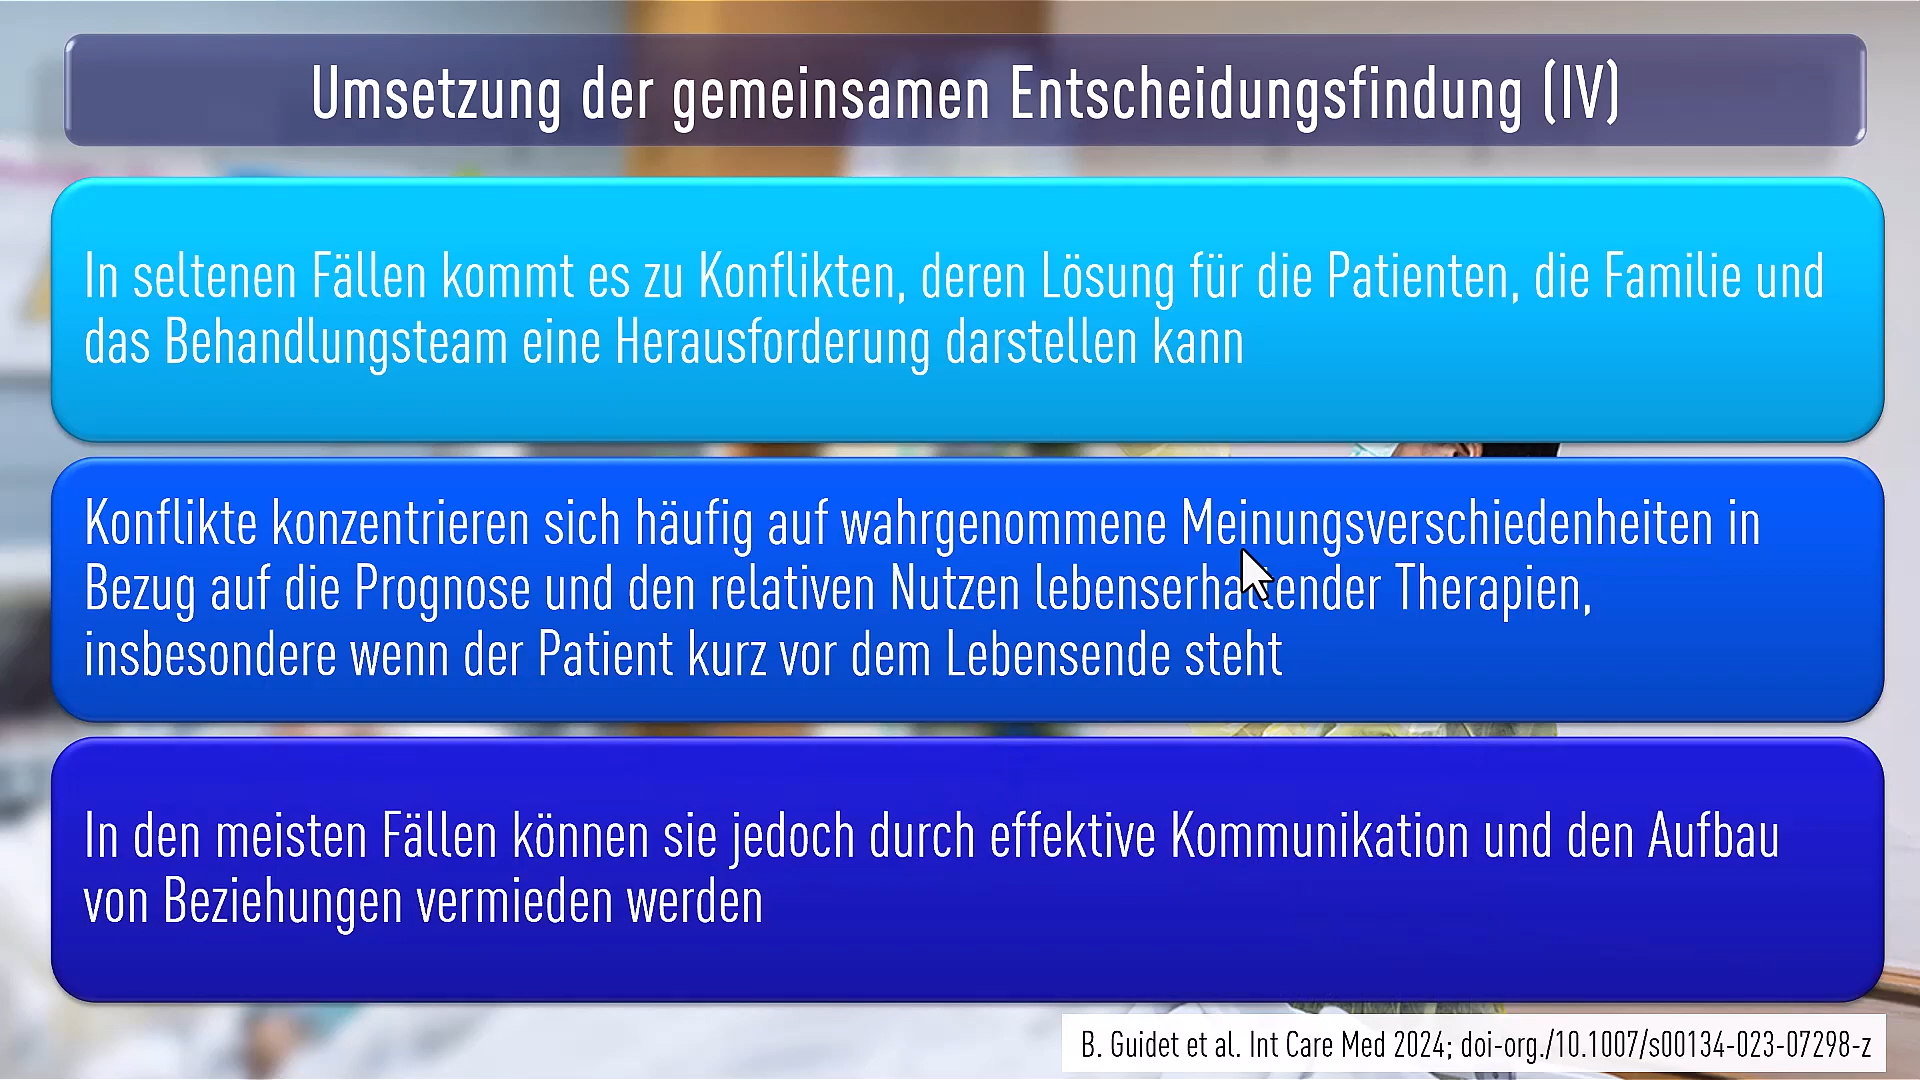 Umsetzung der gemeinsamen Entscheidungsfindung (IV)
In seltenen Fällen kommt es zu Konflikten, deren Lösung für die Patienten, die Familie und
das Behandlungsteam eine Herausforderung darstellen kann
Konflikte konzentrieren sich häufig auf wahrgenommene Meinungsverschiedenheiten in
Bezug auf die Prognose und den relativen Nutzen lebenserhaltender Therapien,
insbesondere wenn der Patient kurz vor dem Lebensende steht
In den meisten Fällen können sie jedoch durch effektive Kommunikation und den Aufbau
von Beziehungen vermieden werden
B. Guidet et al. Int Care Med 2024; doi-org./10.1007/s00134-023-07298-z